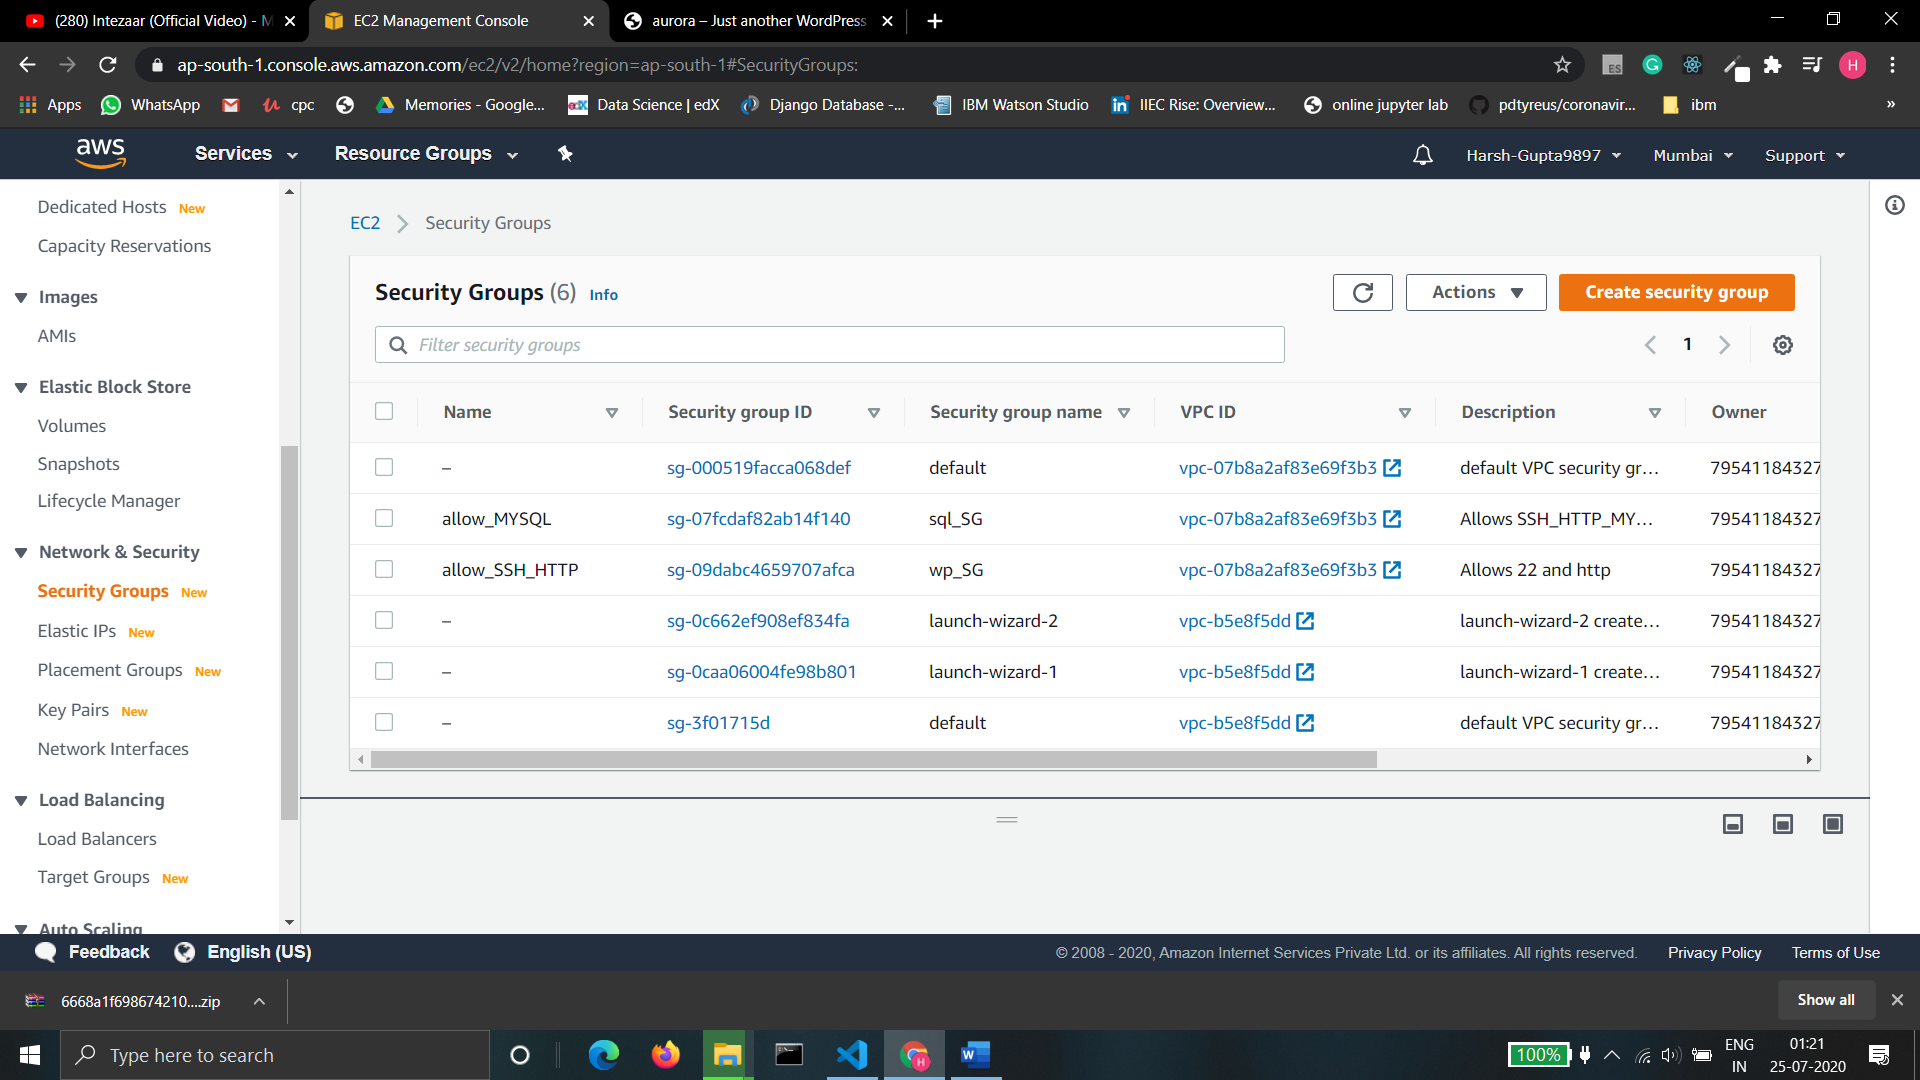 (280) Intezaar (Official Video) - M
EC2 Management Console
aurora – Just another WordPress
ap-south-1.console.aws.amazon.com/ec2/v2/home?region=ap-south-1#SecurityGroups:
ES
H
Apps
WhatsApp
cpc
Memories - Google...
edX
Data Science | edX
Django Database -...
IBM Watson Studio
in
IIEC Rise: Overview...
online jupyter lab
pdtyreus/coronavir...
ibm
»
aws
Services
Resource Groups
Harsh-Gupta9897
Mumbai
Support
Dedicated Hosts New
Capacity Reservations
Images
AMIs
Elastic Block Store
Volumes
Snapshots
Lifecycle Manager
Network & Security
Security Groups New
Elastic IPs New
Placement Groups New
Key Pairs New
Network Interfaces
Load Balancing
Load Balancers
Target Groups New
Auto Scaling
EC2 > Security Groups
Security Groups (6) Info
Actions
Create security group
Filter security groups
1
Name Security group ID Security group name VPC ID Description Owner
– sg-000519facca068def default vpc-07b8a2af83e69f3b3 default VPC security gr... 79541184327
allow_MYSQL sg-07fcdaf82ab14f140 sql_SG vpc-07b8a2af83e69f3b3 Allows SSH_HTTP_MY... 79541184327
allow_SSH_HTTP sg-09dabc4659707afca wp_SG vpc-07b8a2af83e69f3b3 Allows 22 and http 79541184327
– sg-0c662ef908ef834fa launch-wizard-2 vpc-b5e8f5dd launch-wizard-2 create... 79541184327
– sg-0caa06004fe98b801 launch-wizard-1 vpc-b5e8f5dd launch-wizard-1 create... 79541184327
– sg-3f01715d default vpc-b5e8f5dd default VPC security gr... 79541184327
Feedback
English (US)
© 2008 - 2020, Amazon Internet Services Private Ltd. or its affiliates. All rights reserved.
Privacy Policy
Terms of Use
6668a1f698674210....zip
Show all
Type here to search
100%
ENG
IN
01:21
25-07-2020